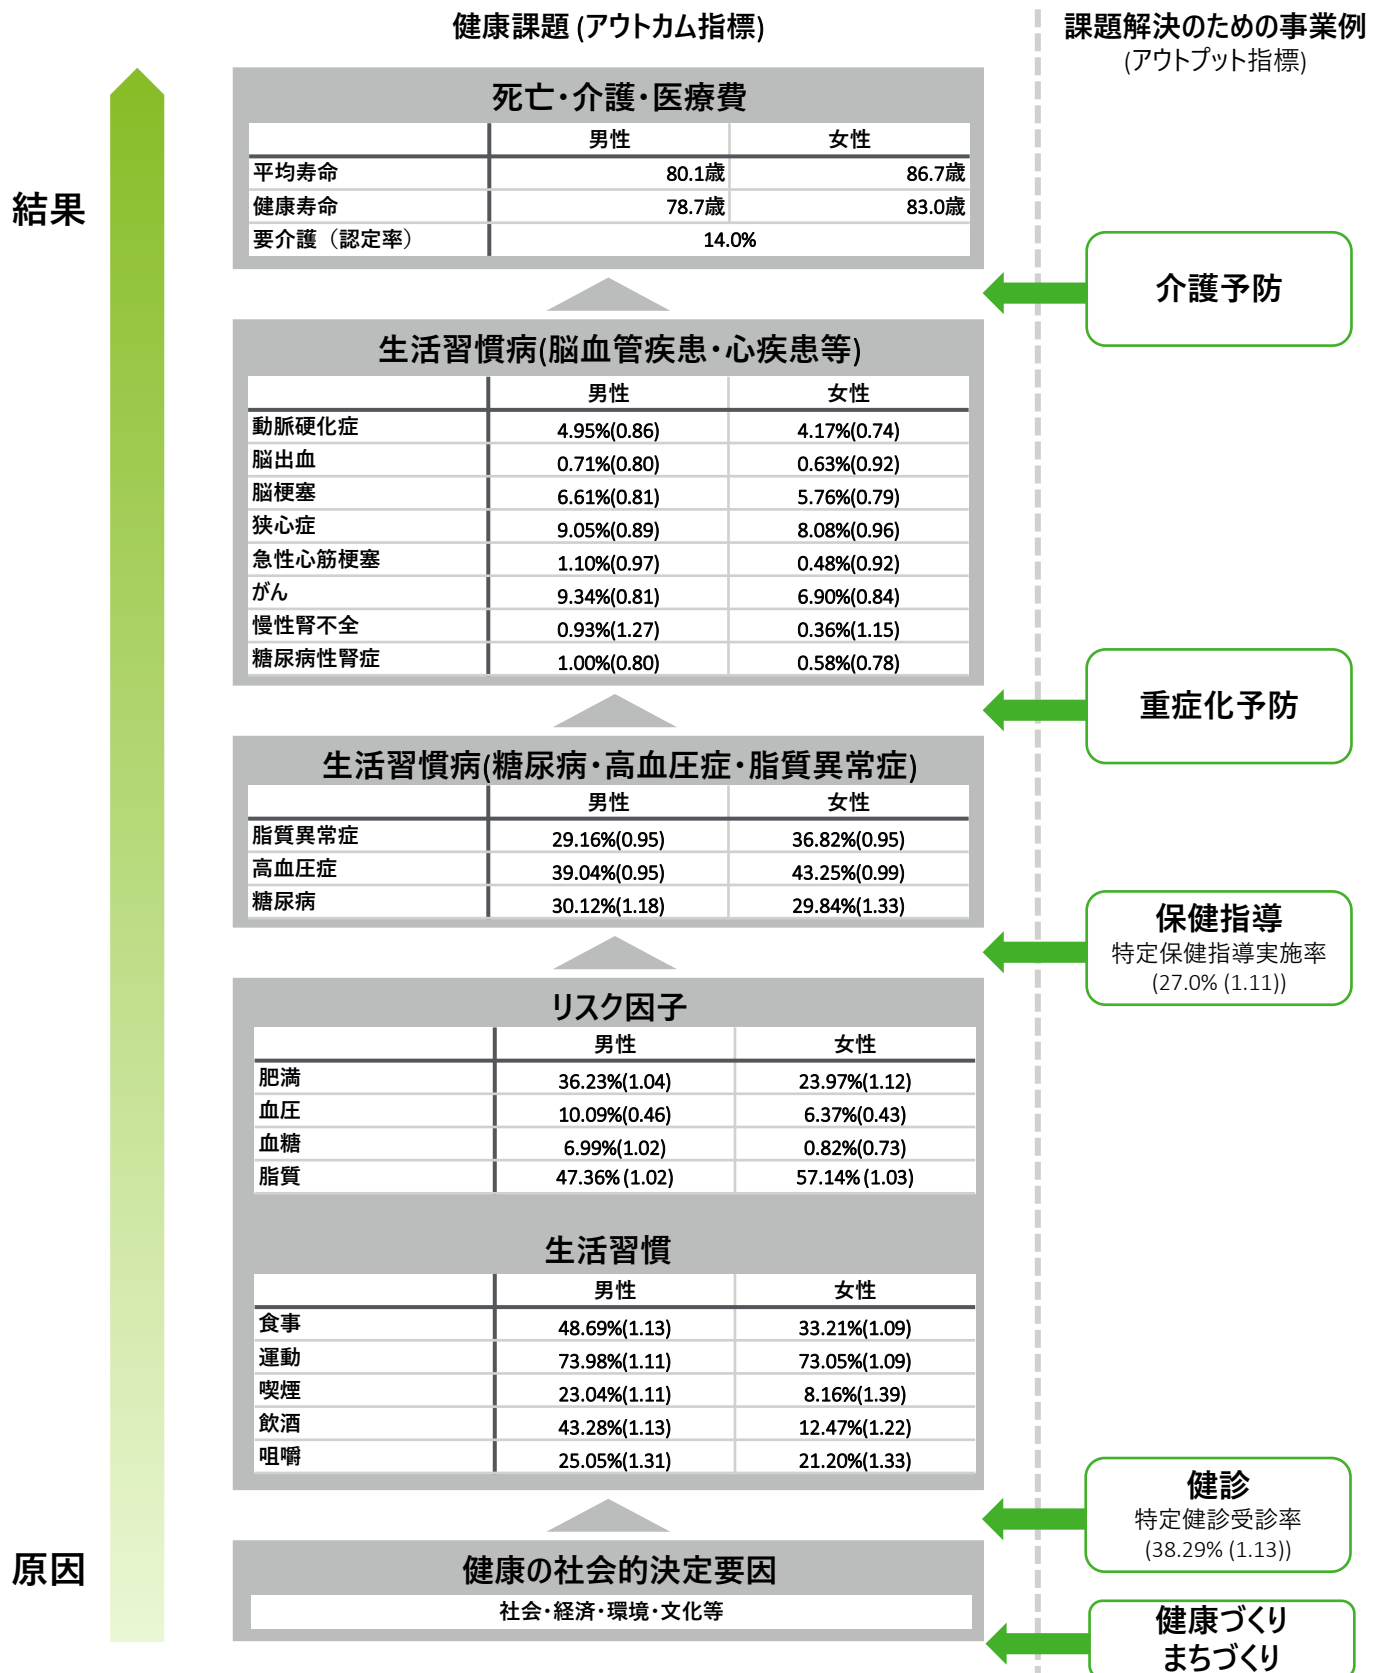 健康課題 (アウトカム指標)
課題解決のための事業例
(アウトプット指標)
結果
死亡・介護・医療費
男性 女性
平均寿命 80.1歳 86.7歳
健康寿命 78.7歳 83.0歳
要介護（認定率） 14.0%
介護予防
生活習慣病(脳血管疾患・心疾患等)
男性 女性
動脈硬化症 4.95%(0.86) 4.17%(0.74)
脳出血 0.71%(0.80) 0.63%(0.92)
脳梗塞 6.61%(0.81) 5.76%(0.79)
狭心症 9.05%(0.89) 8.08%(0.96)
急性心筋梗塞 1.10%(0.97) 0.48%(0.92)
がん 9.34%(0.81) 6.90%(0.84)
慢性腎不全 0.93%(1.27) 0.36%(1.15)
糖尿病性腎症 1.00%(0.80) 0.58%(0.78)
重症化予防
生活習慣病(糖尿病・高血圧症・脂質異常症)
男性 女性
脂質異常症 29.16%(0.95) 36.82%(0.95)
高血圧症 39.04%(0.95) 43.25%(0.99)
糖尿病 30.12%(1.18) 29.84%(1.33)
保健指導
特定保健指導実施率
(27.0% (1.11))
リスク因子
男性 女性
肥満 36.23%(1.04) 23.97%(1.12)
血圧 10.09%(0.46) 6.37%(0.43)
血糖 6.99%(1.02) 0.82%(0.73)
脂質 47.36% (1.02) 57.14% (1.03)
生活習慣
男性 女性
食事 48.69%(1.13) 33.21%(1.09)
運動 73.98%(1.11) 73.05%(1.09)
喫煙 23.04%(1.11) 8.16%(1.39)
飲酒 43.28%(1.13) 12.47%(1.22)
咀嚼 25.05%(1.31) 21.20%(1.33)
健診
特定健診受診率
(38.29% (1.13))
原因
健康の社会的決定要因
社会・経済・環境・文化等
健康づくり
まちづくり